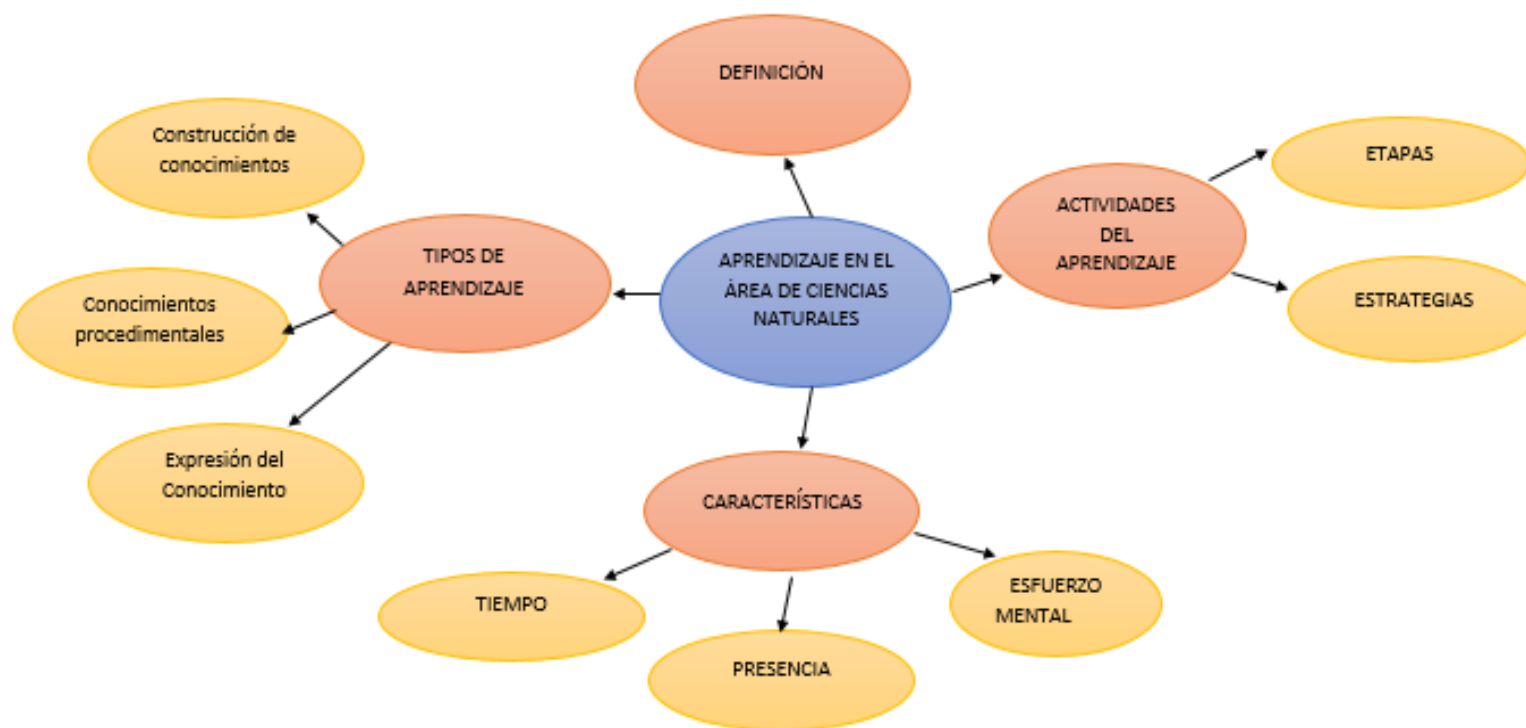 DEFINICIÓN
Construcción de
conocimientos
ETAPAS
ACTIVIDADES
DEL
APRENDIZAJE
TIPOS DE
APRENDIZAJE
APRENDIZAJE EN EL
ÁREA DE CIENCIAS
NATURALES
Conocimientos
procedimentales
ESTRATEGIAS
Expresión del
Conocimiento
CARACTERÍSTICAS
TIEMPO
ESFUERZO
MENTAL
PRESENCIA